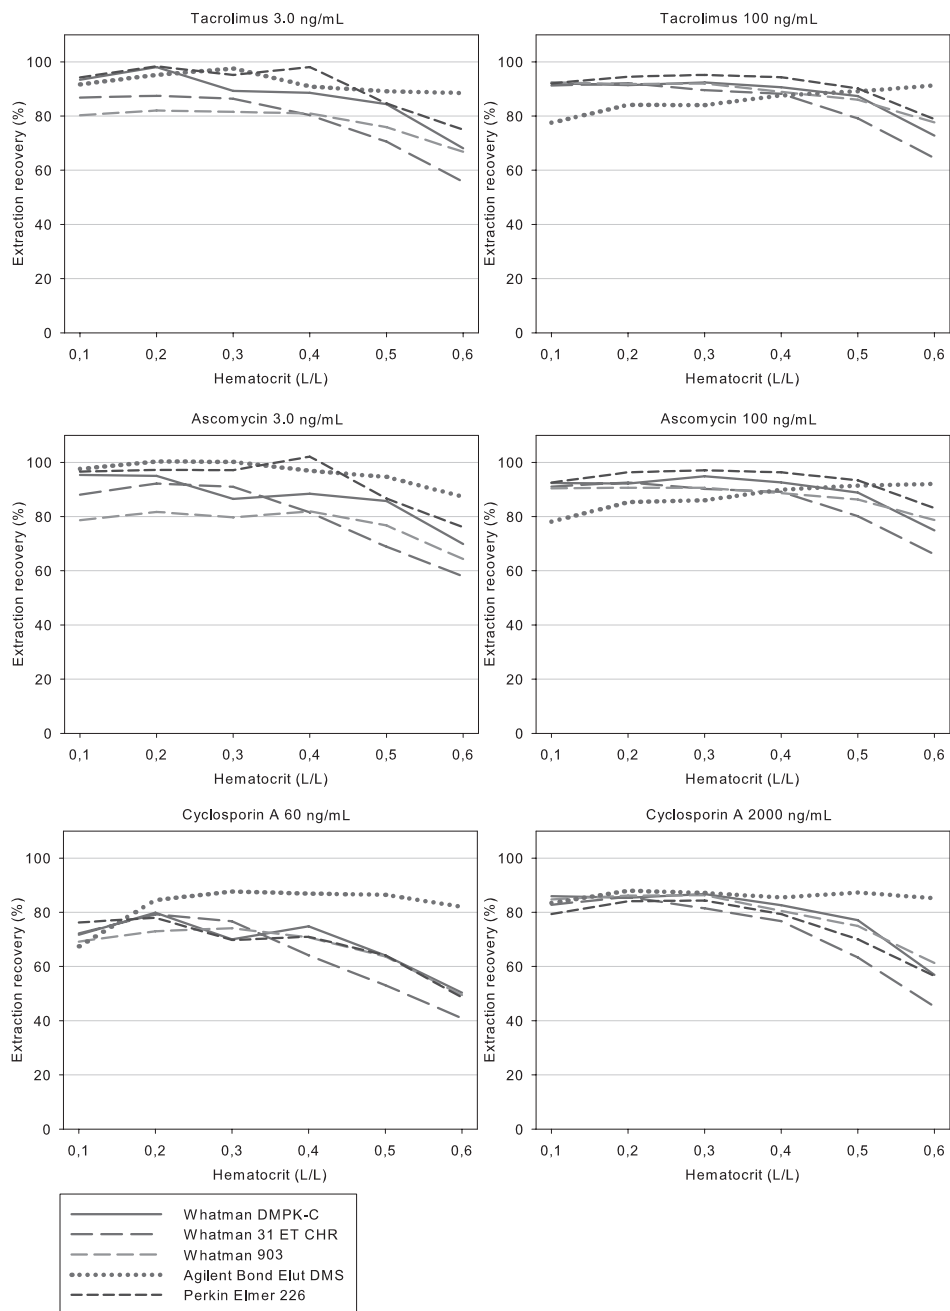 Tacrolimus 3.0 ng/mL
Tacrolimus 100 ng/mL
Extraction recovery (%)
100
80
60
40
20
0
0,1 0,2 0,3 0,4 0,5 0,6
Hematocrit (L/L)
Extraction recovery (%)
100
80
60
40
20
0
0,1 0,2 0,3 0,4 0,5 0,6
Hematocrit (L/L)
Ascomycin 3.0 ng/mL
Ascomycin 100 ng/mL
Extraction recovery (%)
100
80
60
40
20
0
0,1 0,2 0,3 0,4 0,5 0,6
Hematocrit (L/L)
Extraction recovery (%)
100
80
60
40
20
0
0,1 0,2 0,3 0,4 0,5 0,6
Hematocrit (L/L)
Cyclosporin A 60 ng/mL
Cyclosporin A 2000 ng/mL
Extraction recovery (%)
100
80
60
40
20
0
0,1 0,2 0,3 0,4 0,5 0,6
Hematocrit (L/L)
Extraction recovery (%)
100
80
60
40
20
0
0,1 0,2 0,3 0,4 0,5 0,6
Hematocrit (L/L)
Whatman DMPK-C
Whatman 31 ET CHR
Whatman 903
Agilent Bond Elut DMS
Perkin Elmer 226